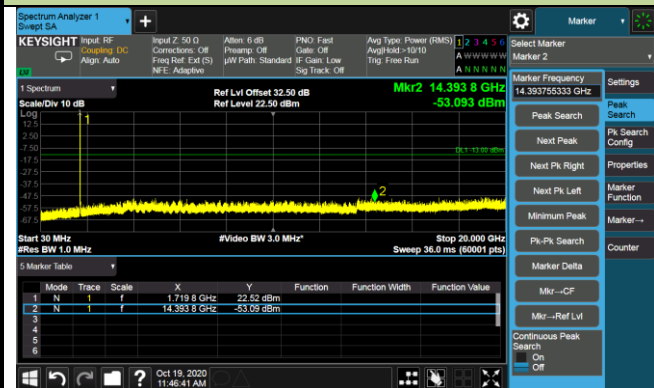 Spectrum Analyzer 1
Swept SA
+
Marker
KEYSIGHT
Input: RF
Coupling: DC
Align: Auto
Input Z: 50 Ω
Corrections: Off
Freq Ref: Ext (S)
NFE: Adaptive
Atten: 6 dB
Preamp: Off
µW Path: Standard
PNO: Fast
Gate: Off
IF Gain: Low
Sig Track: Off
Avg Type: Power (RMS)
Avg|Hold:>10/10
Trig: Free Run
1 2 3 4 5 6
A W W W W W
A N N N N N
Select Marker
Marker 2
1 Spectrum
Scale/Div 10 dB
Ref Lvl Offset 32.50 dB
Ref Level 22.50 dBm
Mkr2 14.393 8 GHz
-53.093 dBm
Log
12.5
2.50
-7.50
-17.5
-27.5
-37.5
-47.5
-57.5
-67.5
1
DL1 -13.00 dBm
2
Start 30 MHz
#Res BW 1.0 MHz
#Video BW 3.0 MHz*
Stop 20.000 GHz
Sweep 36.0 ms (60001 pts)
Marker Frequency
14.393755333 GHz
Peak Search
Next Peak
Next Pk Right
Next Pk Left
Minimum Peak
Pk-Pk Search
Marker Delta
Mkr→CF
Mkr→Ref Lvl
Continuous Peak
Search
On
Off
Settings
Peak
Search
Pk Search
Config
Properties
Marker
Function
Marker→
Counter
5 Marker Table
Mode Trace Scale X Y Function Function Width Function Value
1 N 1 f 1.719 8 GHz 22.52 dBm
2 N 1 f 14.393 8 GHz -53.09 dBm
3
4
5
6
?
Oct 19, 2020
11:46:41 AM